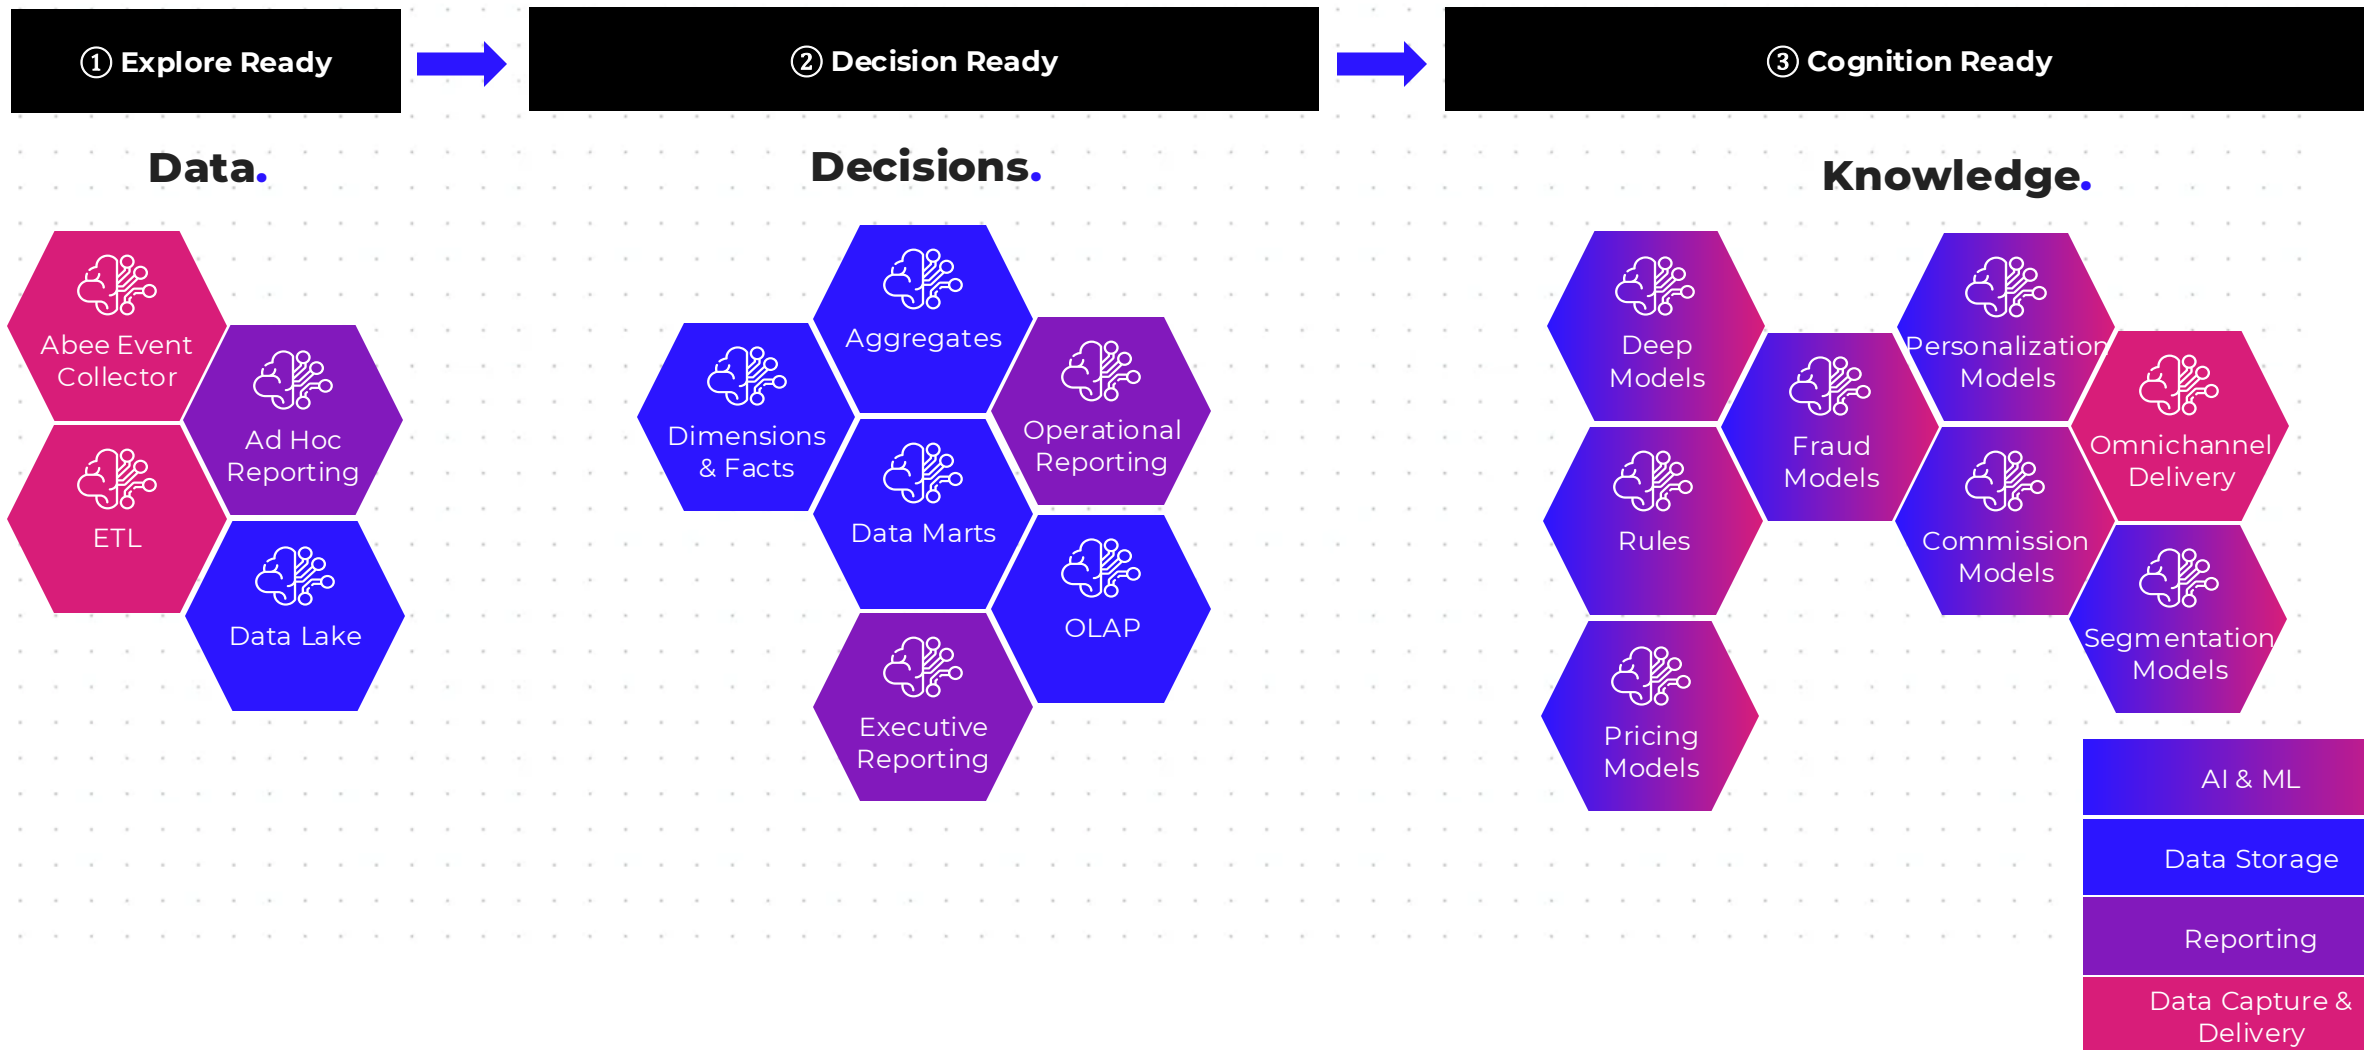 ① Explore Ready
② Decision Ready
③ Cognition Ready
Data.
Decisions.
Knowledge.
Abee Event
Collector
Ad Hoc
Reporting
ETL
Data Lake
Aggregates
Dimensions
& Facts
Operational
Reporting
Data Marts
OLAP
Executive
Reporting
Deep
Models
Personalization
Models
Fraud
Models
Omnichannel
Delivery
Rules
Commission
Models
Segmentation
Models
Pricing
Models
AI & ML
Data Storage
Reporting
Data Capture &
Delivery